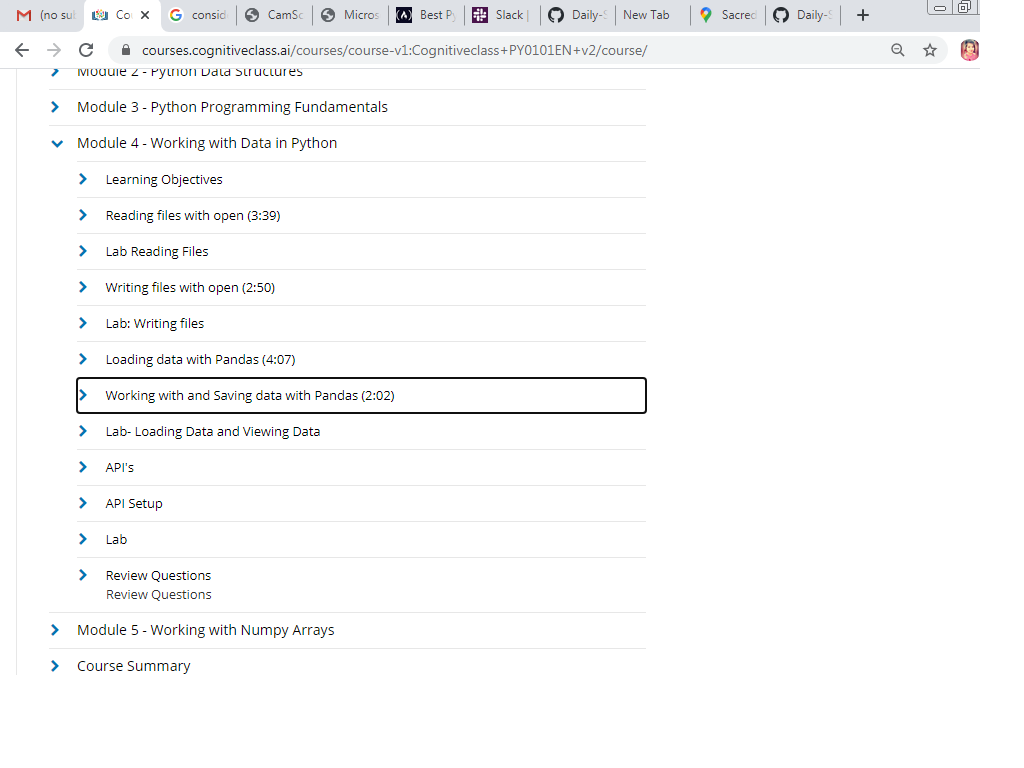 (no su
Co
consid
CamSc
Micros
Best Py
Slack |
Daily-S
New Tab
Sacred
Daily-S
courses.cognitiveclass.ai/courses/course-v1:Cognitiveclass+PY0101EN+v2/course/
Module 2 - Python Data Structures
Module 3 - Python Programming Fundamentals
Module 4 - Working with Data in Python
Learning Objectives
Reading files with open (3:39)
Lab Reading Files
Writing files with open (2:50)
Lab: Writing files
Loading data with Pandas (4:07)
Working with and Saving data with Pandas (2:02)
Lab- Loading Data and Viewing Data
API's
API Setup
Lab
Review Questions
Review Questions
Module 5 - Working with Numpy Arrays
Course Summary